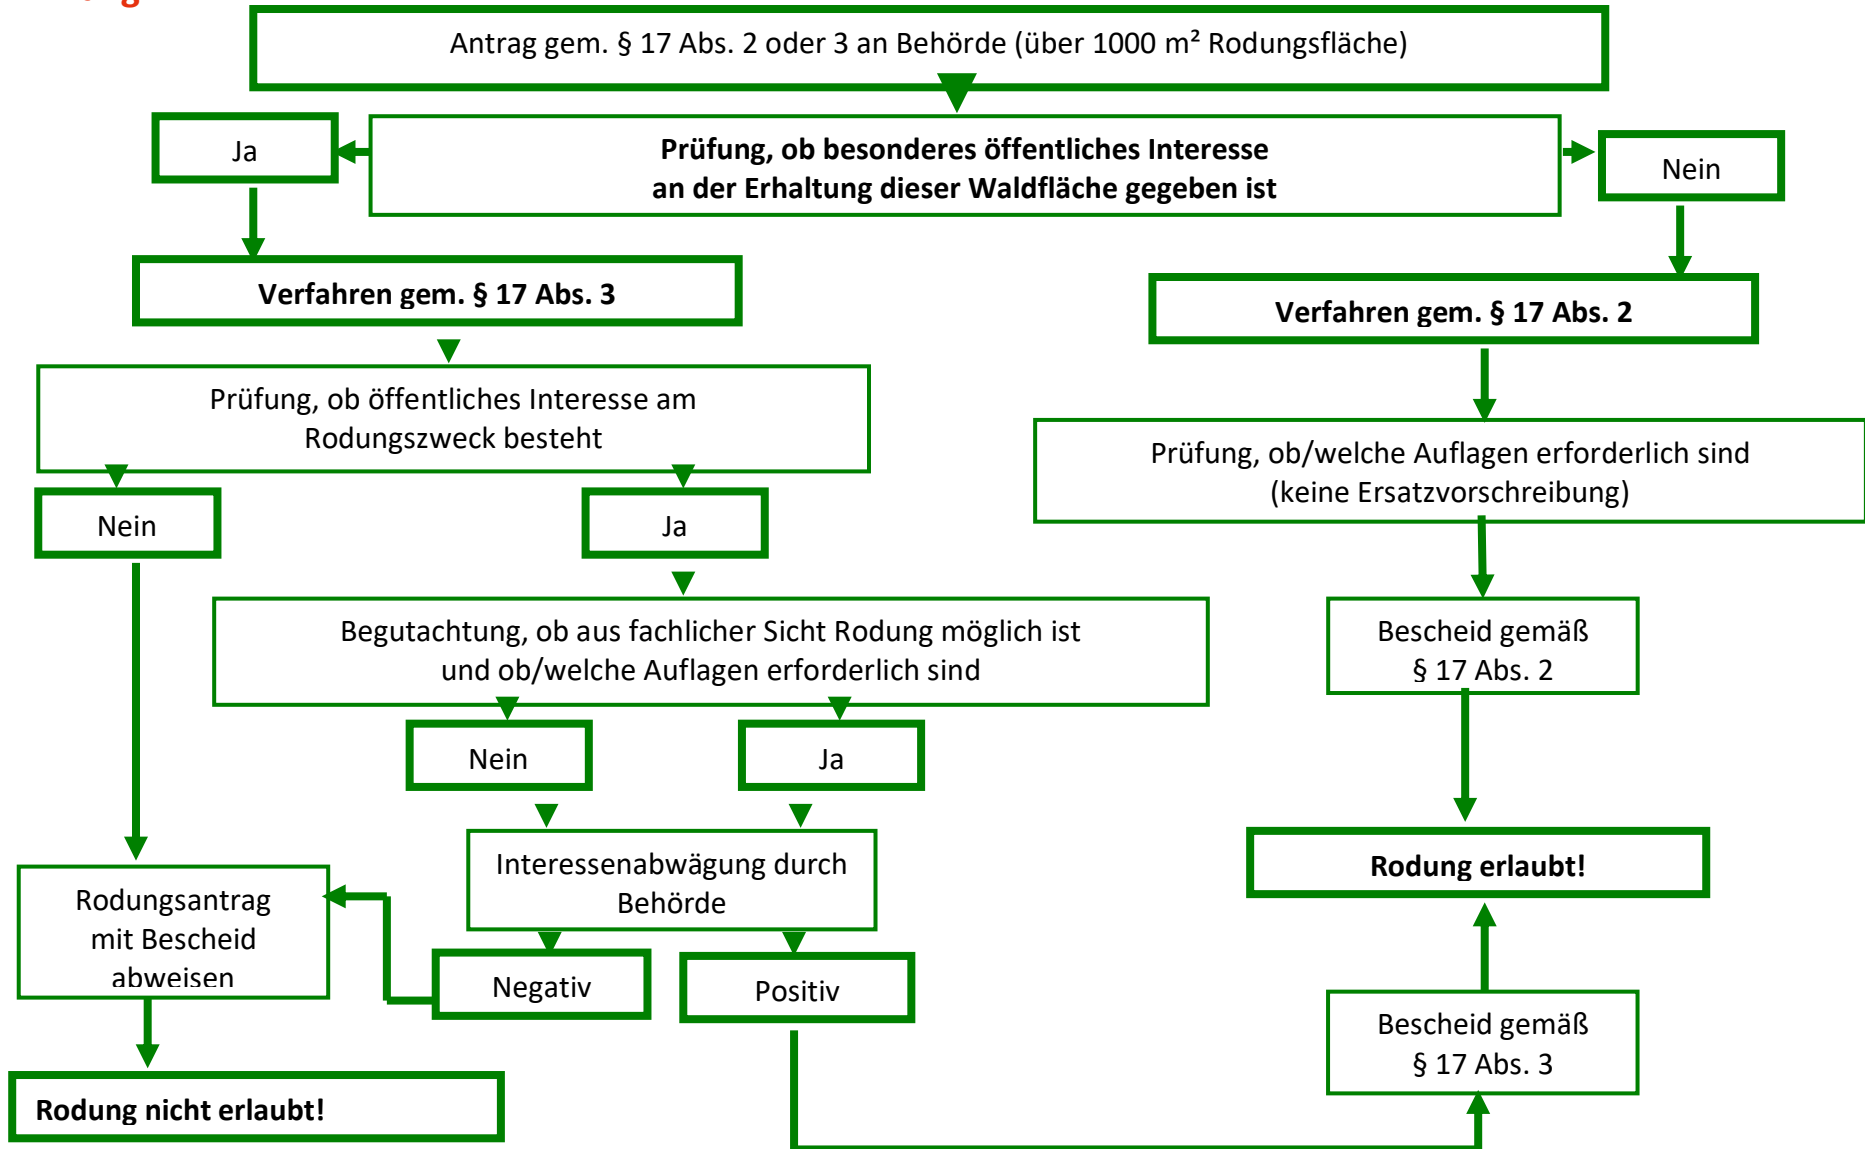 Antrag gem. § 17 Abs. 2 oder 3 an Behörde (über 1000 m² Rodungsfläche)
Ja
Prüfung, ob besonderes öffentliches Interesse
an der Erhaltung dieser Waldfläche gegeben ist
Nein
Verfahren gem. § 17 Abs. 3
Verfahren gem. § 17 Abs. 2
Prüfung, ob öffentliches Interesse am
Rodungszweck besteht
Prüfung, ob/welche Auflagen erforderlich sind
(keine Ersatzvorschreibung)
Nein
Ja
Begutachtung, ob aus fachlicher Sicht Rodung möglich ist
und ob/welche Auflagen erforderlich sind
Bescheid gemäß
§ 17 Abs. 2
Nein
Ja
Interessenabwägung durch
Behörde
Rodung erlaubt!
Rodungsantrag
mit Bescheid
abweisen
Negativ
Positiv
Bescheid gemäß
§ 17 Abs. 3
Rodung nicht erlaubt!